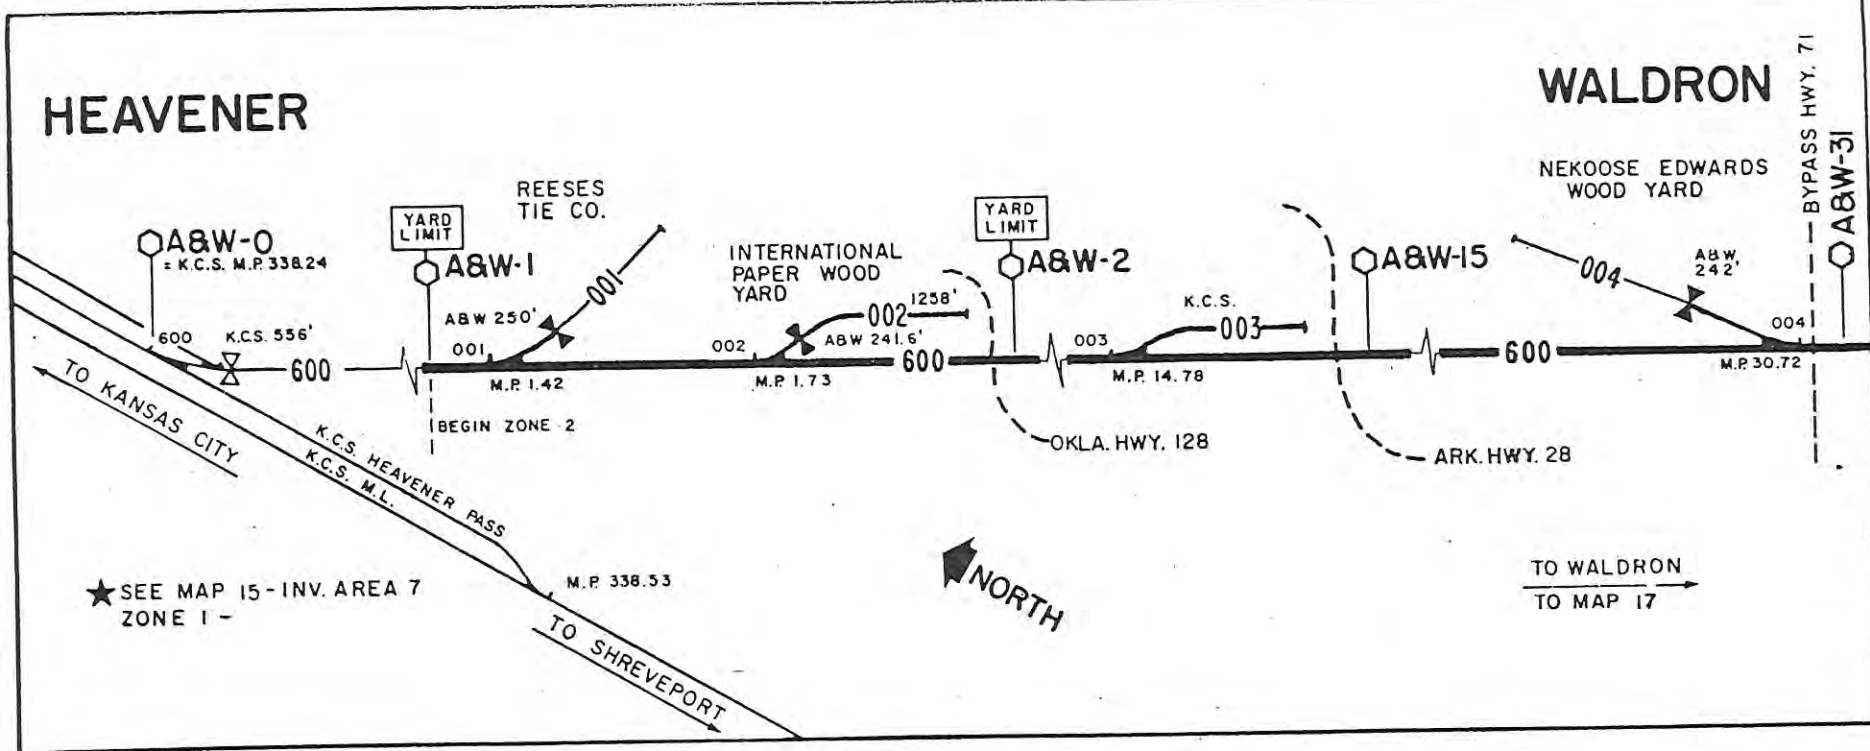 HEAVENER
WALDRON
BYPASS HWY. 71
A&W-31
NEKOOSE EDWARDS
WOOD YARD
REESES
TIE CO.
YARD
LIMIT
YARD
LIMIT
A&W-0
= K.C.S. M.P. 338.24
A&W-1
INTERNATIONAL
PAPER WOOD
YARD
A&W-2
A&W-15
A&W,
242'
001
004
1258'
K.C.S.
002
003
A&W 250'
A&W 241.6'
600
K.C.S. 556'
001
002
003
004
600
600
600
M.P. 1.42
M.P. 1.73
M.P. 14.78
M.P. 30.72
BEGIN ZONE 2
TO KANSAS CITY
K.C.S. HEAVENER PASS
K.C.S. M.L.
OKLA. HWY. 128
ARK. HWY. 28
M.P. 338.53
★ SEE MAP 15-INV. AREA 7
ZONE 1 -
NORTH
TO WALDRON
TO MAP 17
TO SHREVEPORT